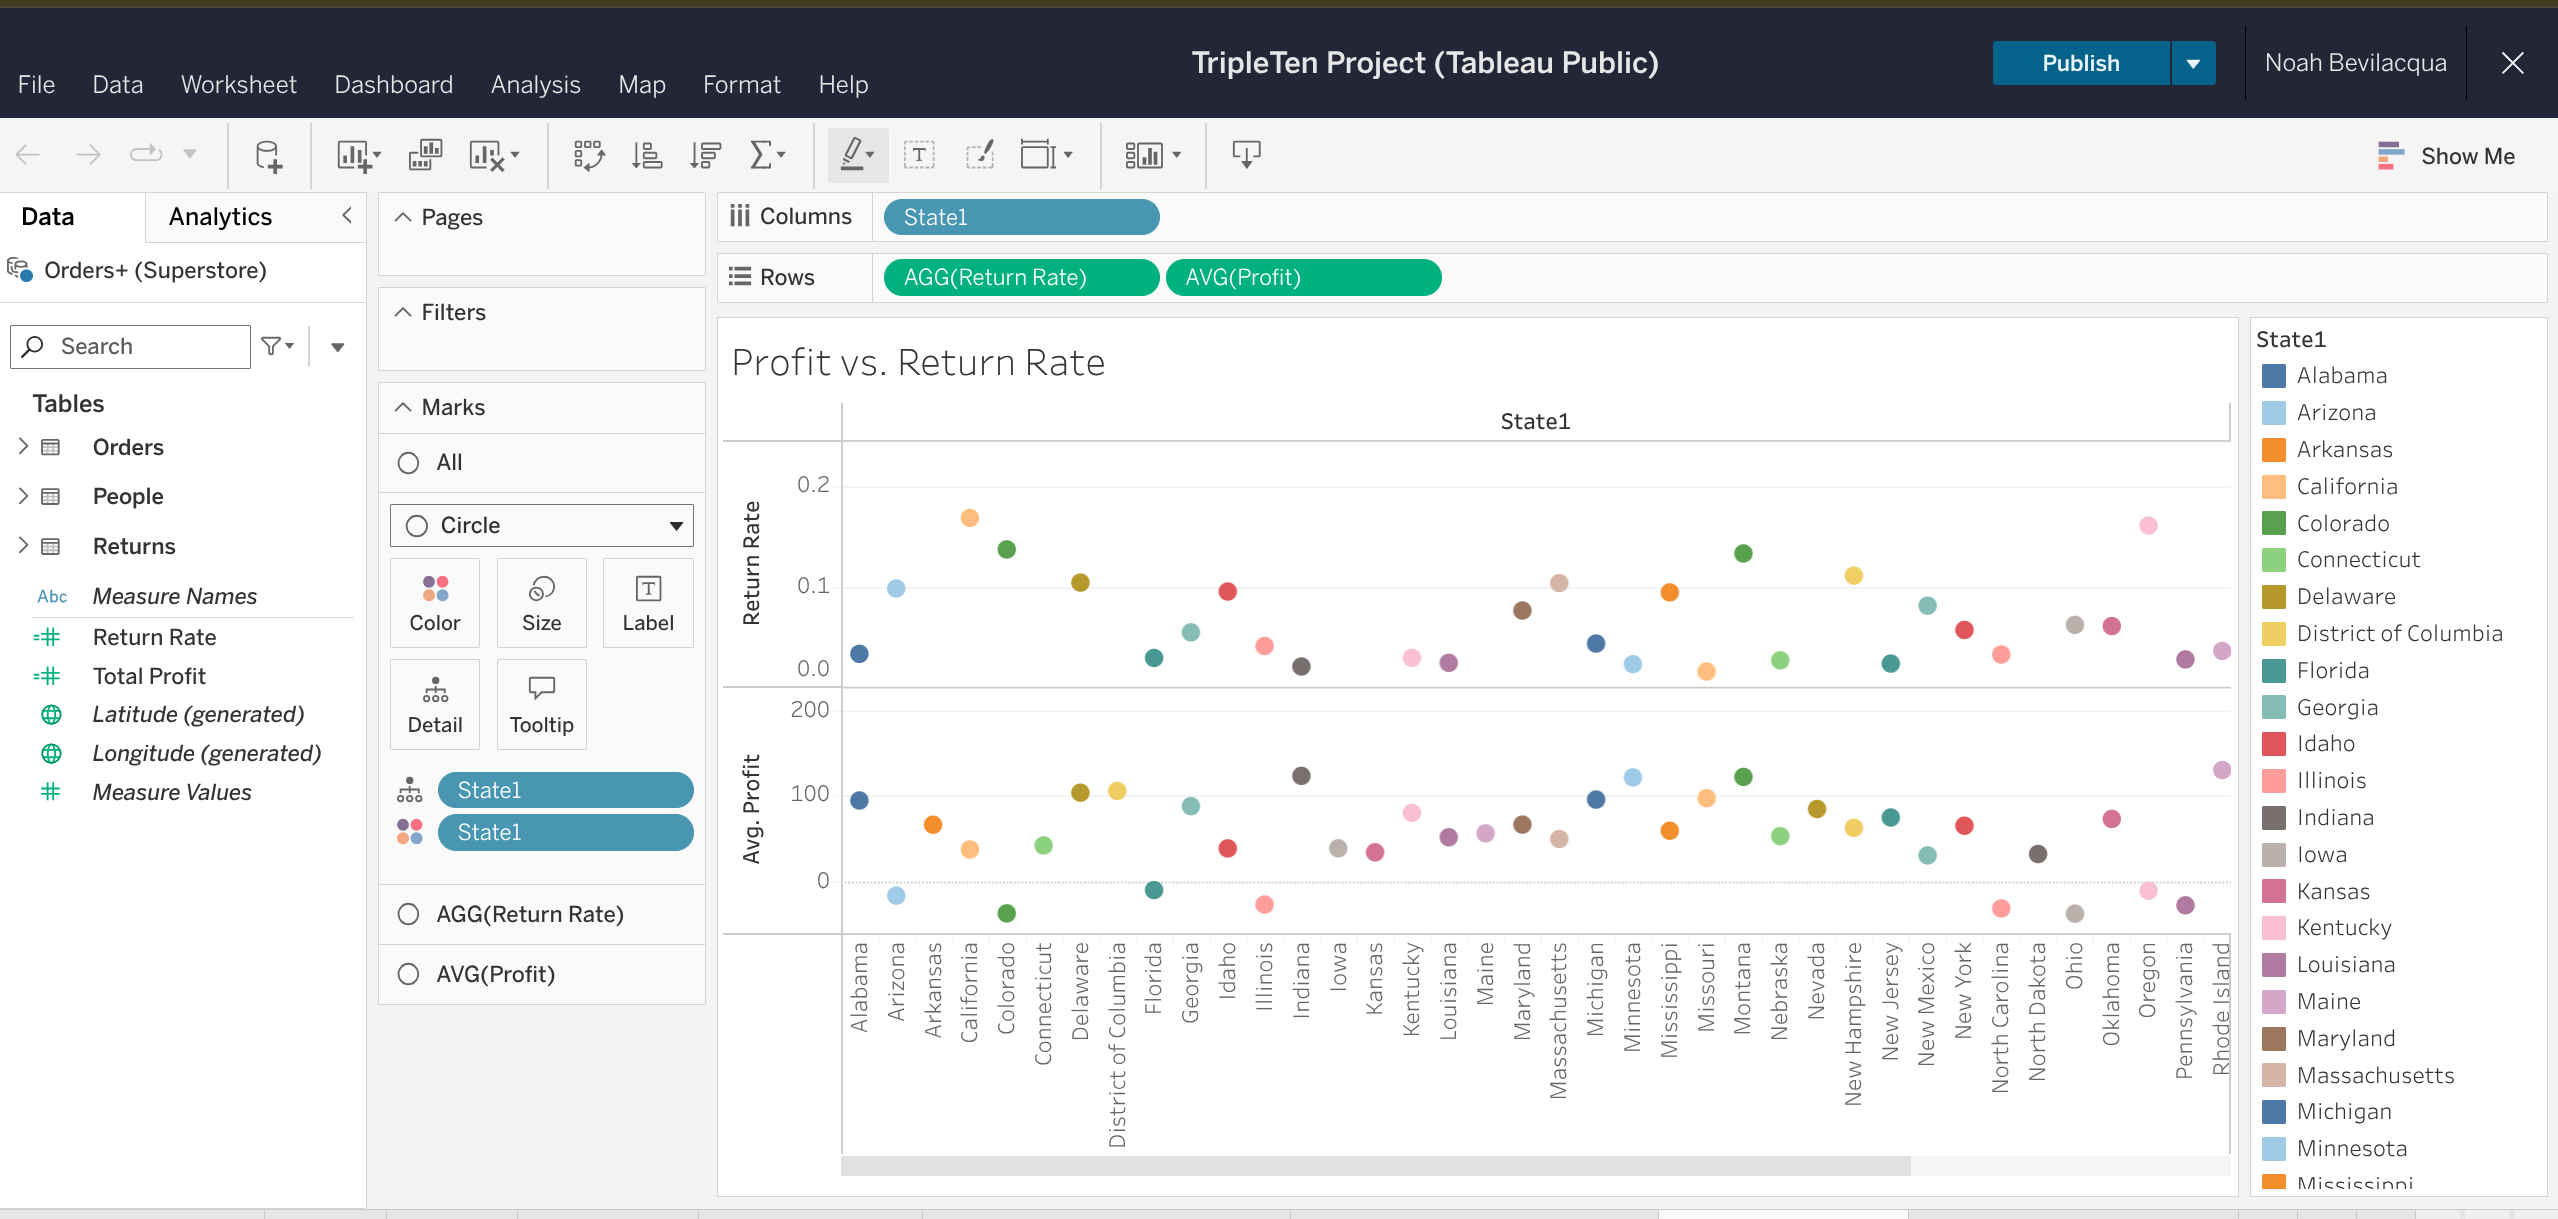 TripleTen Project (Tableau Public)
Publish
Noah Bevilacqua
File Data Worksheet Dashboard Analysis Map Format Help
Show Me
Data Analytics
Orders+ (Superstore)
Search
Tables
Orders
People
Returns
Abc Measure Names
Return Rate
Total Profit
Latitude (generated)
Longitude (generated)
Measure Values
Pages
Filters
Marks
All
Circle
Color Size Label
Detail Tooltip
State1
State1
AGG(Return Rate)
AVG(Profit)
Columns State1
Rows AGG(Return Rate) AVG(Profit)
Profit vs. Return Rate
State1
Return Rate
0.2
0.1
0.0
Avg. Profit
200
100
0
Alabama
Arizona
Arkansas
California
Colorado
Connecticut
Delaware
District of Columbia
Florida
Georgia
Idaho
Illinois
Indiana
Iowa
Kansas
Kentucky
Louisiana
Maine
Maryland
Massachusetts
Michigan
Minnesota
Mississippi
Missouri
Montana
Nebraska
Nevada
New Hampshire
New Jersey
New Mexico
New York
North Carolina
North Dakota
Ohio
Oklahoma
Oregon
Pennsylvania
Rhode Island
State1
Alabama
Arizona
Arkansas
California
Colorado
Connecticut
Delaware
District of Columbia
Florida
Georgia
Idaho
Illinois
Indiana
Iowa
Kansas
Kentucky
Louisiana
Maine
Maryland
Massachusetts
Michigan
Minnesota
Mississippi